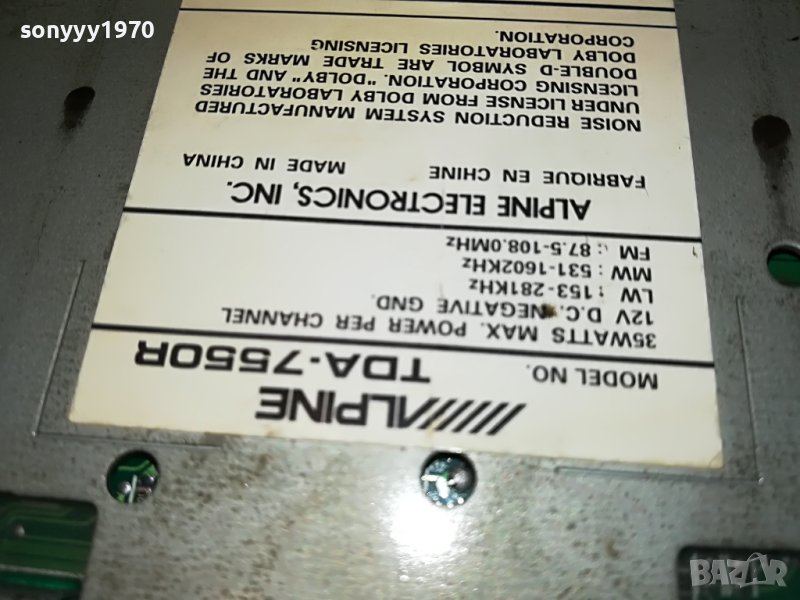 sonyyy1970
ALPINE
MODEL NO. TDA-7550R
35WATTS MAX. POWER PER CHANNEL
12V D.C. NEGATIVE GND.
LW : 153-281KHz
MW : 531-1602KHz
FM : 87.5-108.0MHz
ALPINE ELECTRONICS, INC.
FABRIQUE EN CHINE MADE IN CHINA
NOISE REDUCTION SYSTEM MANUFACTURED
UNDER LICENSE FROM DOLBY LABORATORIES
LICENSING CORPORATION. "DOLBY" AND THE
DOUBLE-D SYMBOL ARE TRADE MARKS OF
DOLBY LABORATORIES LICENSING
CORPORATION.
BAZAR